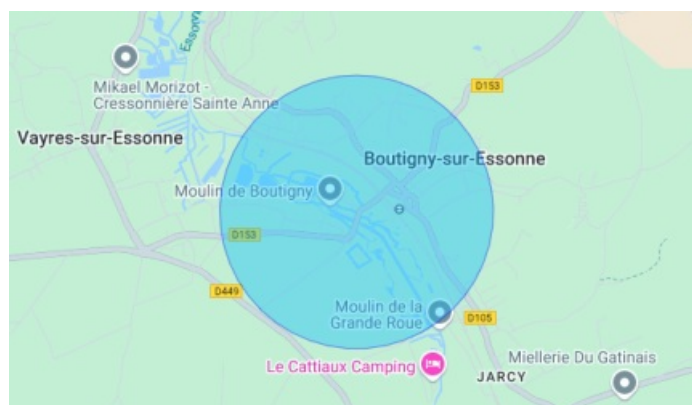 Essonne
D153
Mikael Morizot -
Cressonnière Sainte Anne
Vayres-sur-Essonne
Boutigny-sur-Essonne
Moulin de Boutigny
D153
D449
Moulin de la
Grande Roue
D105
Le Cattiaux Camping
Miellerie Du Gatinais
JARCY